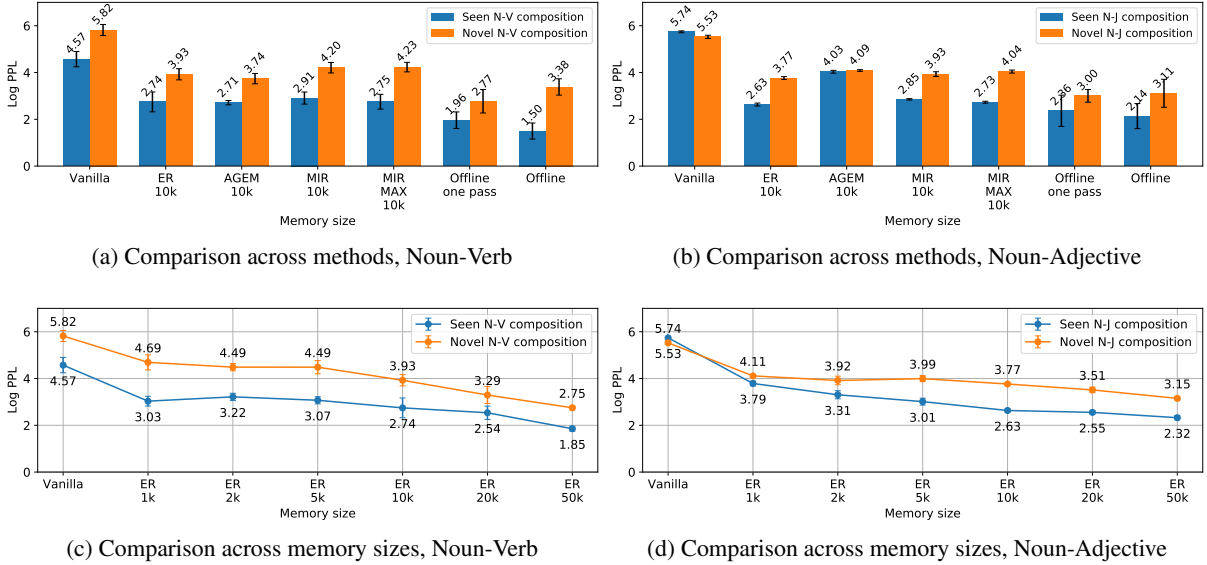 6
4
2
0
Log PPL
4.57
5.82
2.74
3.93
2.71
3.74
2.91
4.20
2.75
4.23
1.96
2.77
1.50
3.38
Seen N-V composition
Novel N-V composition
Vanilla
ER
10k
AGEM
10k
MIR
10k
MIR
MAX
10k
Offline
one pass
Offline
Memory size
(a) Comparison across methods, Noun-Verb
6
4
2
0
Log PPL
5.74
5.53
2.63
3.77
4.03
4.09
2.85
3.93
2.73
4.04
2.36
3.00
2.14
3.11
Seen N-J composition
Novel N-J composition
Vanilla
ER
10k
AGEM
10k
MIR
10k
MIR
MAX
10k
Offline
one pass
Offline
Memory size
(b) Comparison across methods, Noun-Adjective
6
4
2
0
Log PPL
5.82
4.69
4.49
4.49
3.93
3.29
2.75
4.57
3.03
3.22
3.07
2.74
2.54
1.85
Seen N-V composition
Novel N-V composition
Vanilla
ER
1k
ER
2k
ER
5k
ER
10k
ER
20k
ER
50k
Memory size
(c) Comparison across memory sizes, Noun-Verb
6
4
2
0
Log PPL
5.74
5.53
4.11
3.92
3.99
3.77
3.51
3.15
3.79
3.31
3.01
2.63
2.55
2.32
Seen N-J composition
Novel N-J composition
Vanilla
ER
1k
ER
2k
ER
5k
ER
10k
ER
20k
ER
50k
Memory size
(d) Comparison across memory sizes, Noun-Adjective